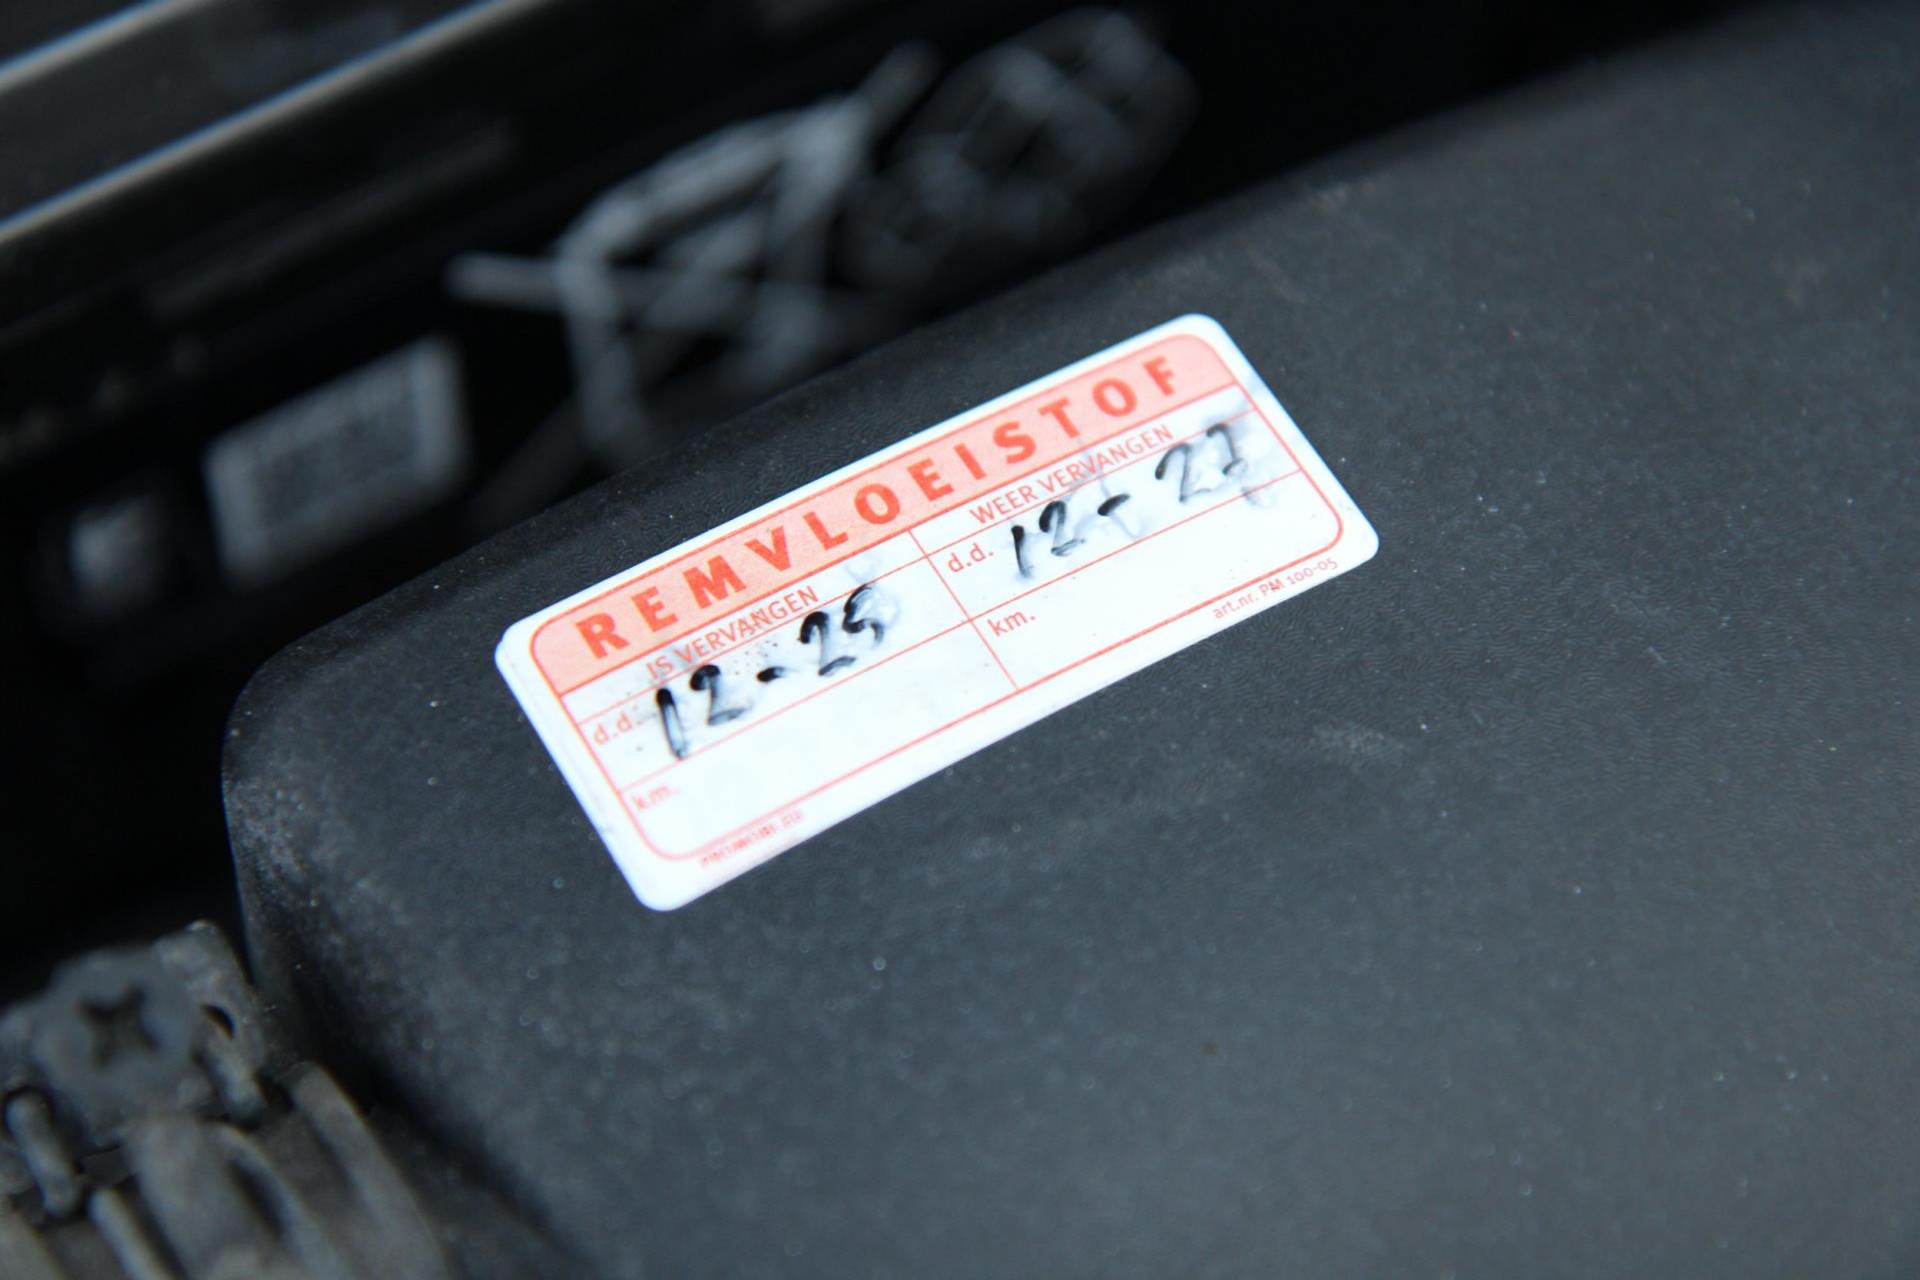 REMVLOEISTOF
IS VERVANGEN
d.d. 12-25
km.
WEER VERVANGEN
d.d. 12-27
km.
art.nr. PM 100-05